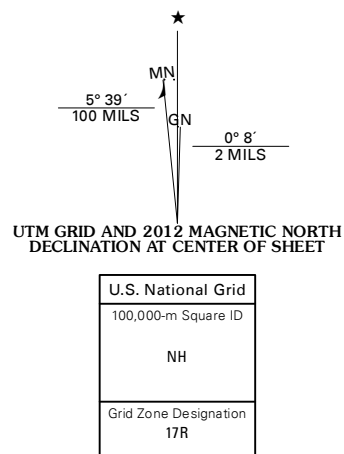 ★
MN
5° 39´
100 MILS
GN
0° 8´
2 MILS
UTM GRID AND 2012 MAGNETIC NORTH
DECLINATION AT CENTER OF SHEET
U.S. National Grid
100,000-m Square ID
NH
Grid Zone Designation
17R